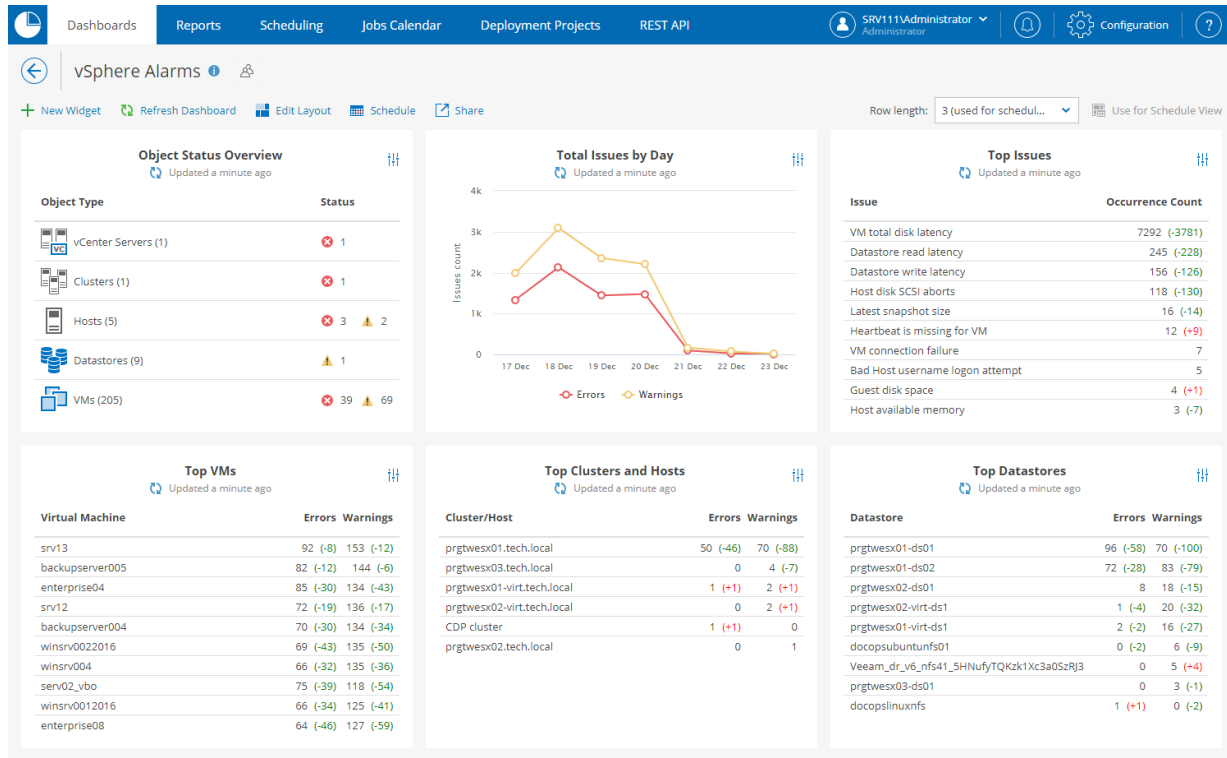 Dashboards Reports Scheduling Jobs Calendar Deployment Projects REST API SRV111\Administrator Configuration ?
Administrator
vSphere Alarms
New Widget Refresh Dashboard Edit Layout Schedule Share Row length: 3 (used for schedul... Use for Schedule View
Object Status Overview
Updated a minute ago
Object Type Status
VC vCenter Servers (1) 1
Clusters (1) 1
Hosts (5) 3 2
Datastores (9) 1
VMs (205) 39 69
Total Issues by Day
Updated a minute ago
Issues count
4k
3k
2k
1k
0
17 Dec 18 Dec 19 Dec 20 Dec 21 Dec 22 Dec 23 Dec
Errors Warnings
Top Issues
Updated a minute ago
Issue Occurrence Count
VM total disk latency 7292 (-3781)
Datastore read latency 245 (-228)
Datastore write latency 156 (-126)
Host disk SCSI aborts 118 (-130)
Latest snapshot size 16 (-14)
Heartbeat is missing for VM 12 (+9)
VM connection failure 7
Bad Host username logon attempt 5
Guest disk space 4 (+1)
Host available memory 3 (-7)
Top VMs
Updated a minute ago
Virtual Machine Errors Warnings
srv13 92 (-8) 153 (-12)
backupserver005 82 (-12) 144 (-6)
enterprise04 85 (-30) 134 (-43)
srv12 72 (-19) 136 (-17)
backupserver004 70 (-30) 134 (-34)
winsrv0022016 69 (-43) 135 (-50)
winsrv004 66 (-32) 135 (-36)
serv02_vbo 75 (-39) 118 (-54)
winsrv0012016 66 (-34) 125 (-41)
enterprise08 64 (-46) 127 (-59)
Top Clusters and Hosts
Updated a minute ago
Cluster/Host Errors Warnings
prgtwesx01.tech.local 50 (-46) 70 (-88)
prgtwesx03.tech.local 0 4 (-7)
prgtwesx01-virt.tech.local 1 (+1) 2 (+1)
prgtwesx02-virt.tech.local 0 2 (+1)
CDP cluster 1 (+1) 0
prgtwesx02.tech.local 0 1
Top Datastores
Updated a minute ago
Datastore Errors Warnings
prgtwesx01-ds01 96 (-58) 70 (-100)
prgtwesx01-ds02 72 (-28) 83 (-79)
prgtwesx02-ds01 8 18 (-15)
prgtwesx02-virt-ds1 1 (-4) 20 (-32)
prgtwesx01-virt-ds1 2 (-2) 16 (-27)
docopsubuntunfs01 0 (-2) 6 (-9)
Veeam_dr_v6_nfs41_5HNufyTQKzk1Xc3a0SzRJ3 0 5 (+4)
prgtwesx03-ds01 0 3 (-1)
docopslinuxnfs 1 (+1) 0 (-2)